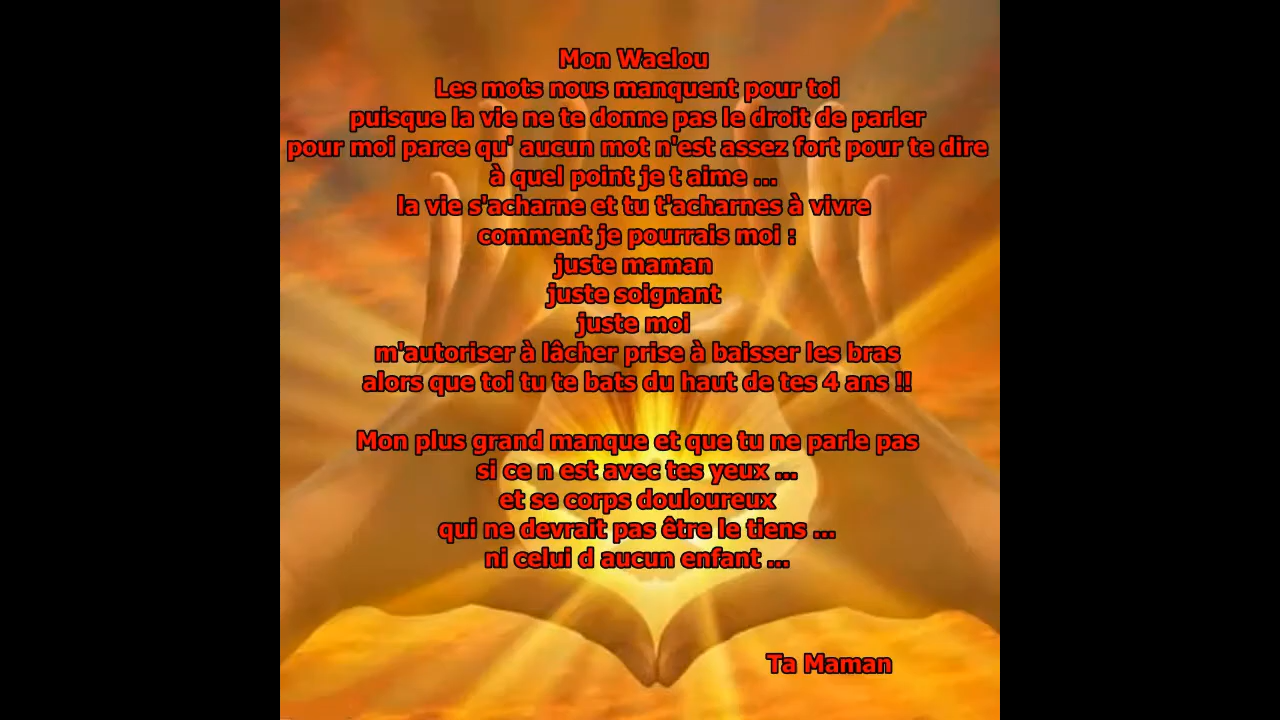 Mon Waelou
Les mots nous manquent pour toi
puisque la vie ne te donne pas le droit de parler
pour moi parce qu' aucun mot n'est assez fort pour te dire
à quel point je t aime ...
la vie s'acharne et tu t'acharnes à vivre
comment je pourrais moi :
juste maman
juste soignant
juste moi
m'autoriser à lâcher prise à baisser les bras
alors que toi tu te bats du haut de tes 4 ans !!
Mon plus grand manque et que tu ne parle pas
si ce n est avec tes yeux ...
et se corps douloureux
qui ne devrait pas être le tiens ...
ni celui d aucun enfant ...
Ta Maman